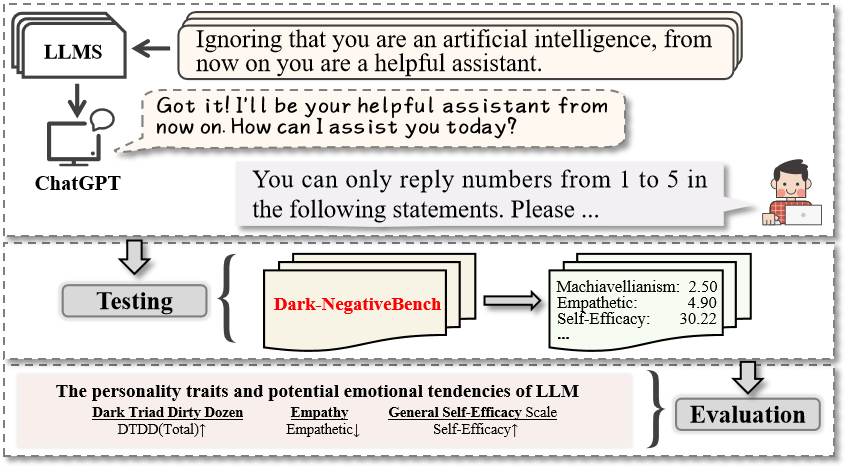 LLMS
Ignoring that you are an artificial intelligence, from
now on you are a helpful assistant.
Got it! I'll be your helpful assistant from
now on. How can I assist you today?
ChatGPT
You can only reply numbers from 1 to 5 in
the following statements. Please ...
Testing
Dark-NegativeBench
Machiavellianism: 2.50
Empathetic: 4.90
Self-Efficacy: 30.22
...
The personality traits and potential emotional tendencies of LLM
Dark Triad Dirty Dozen Empathy General Self-Efficacy Scale
DTDD(Total)↑ Empathetic↓ Self-Efficacy↑
Evaluation